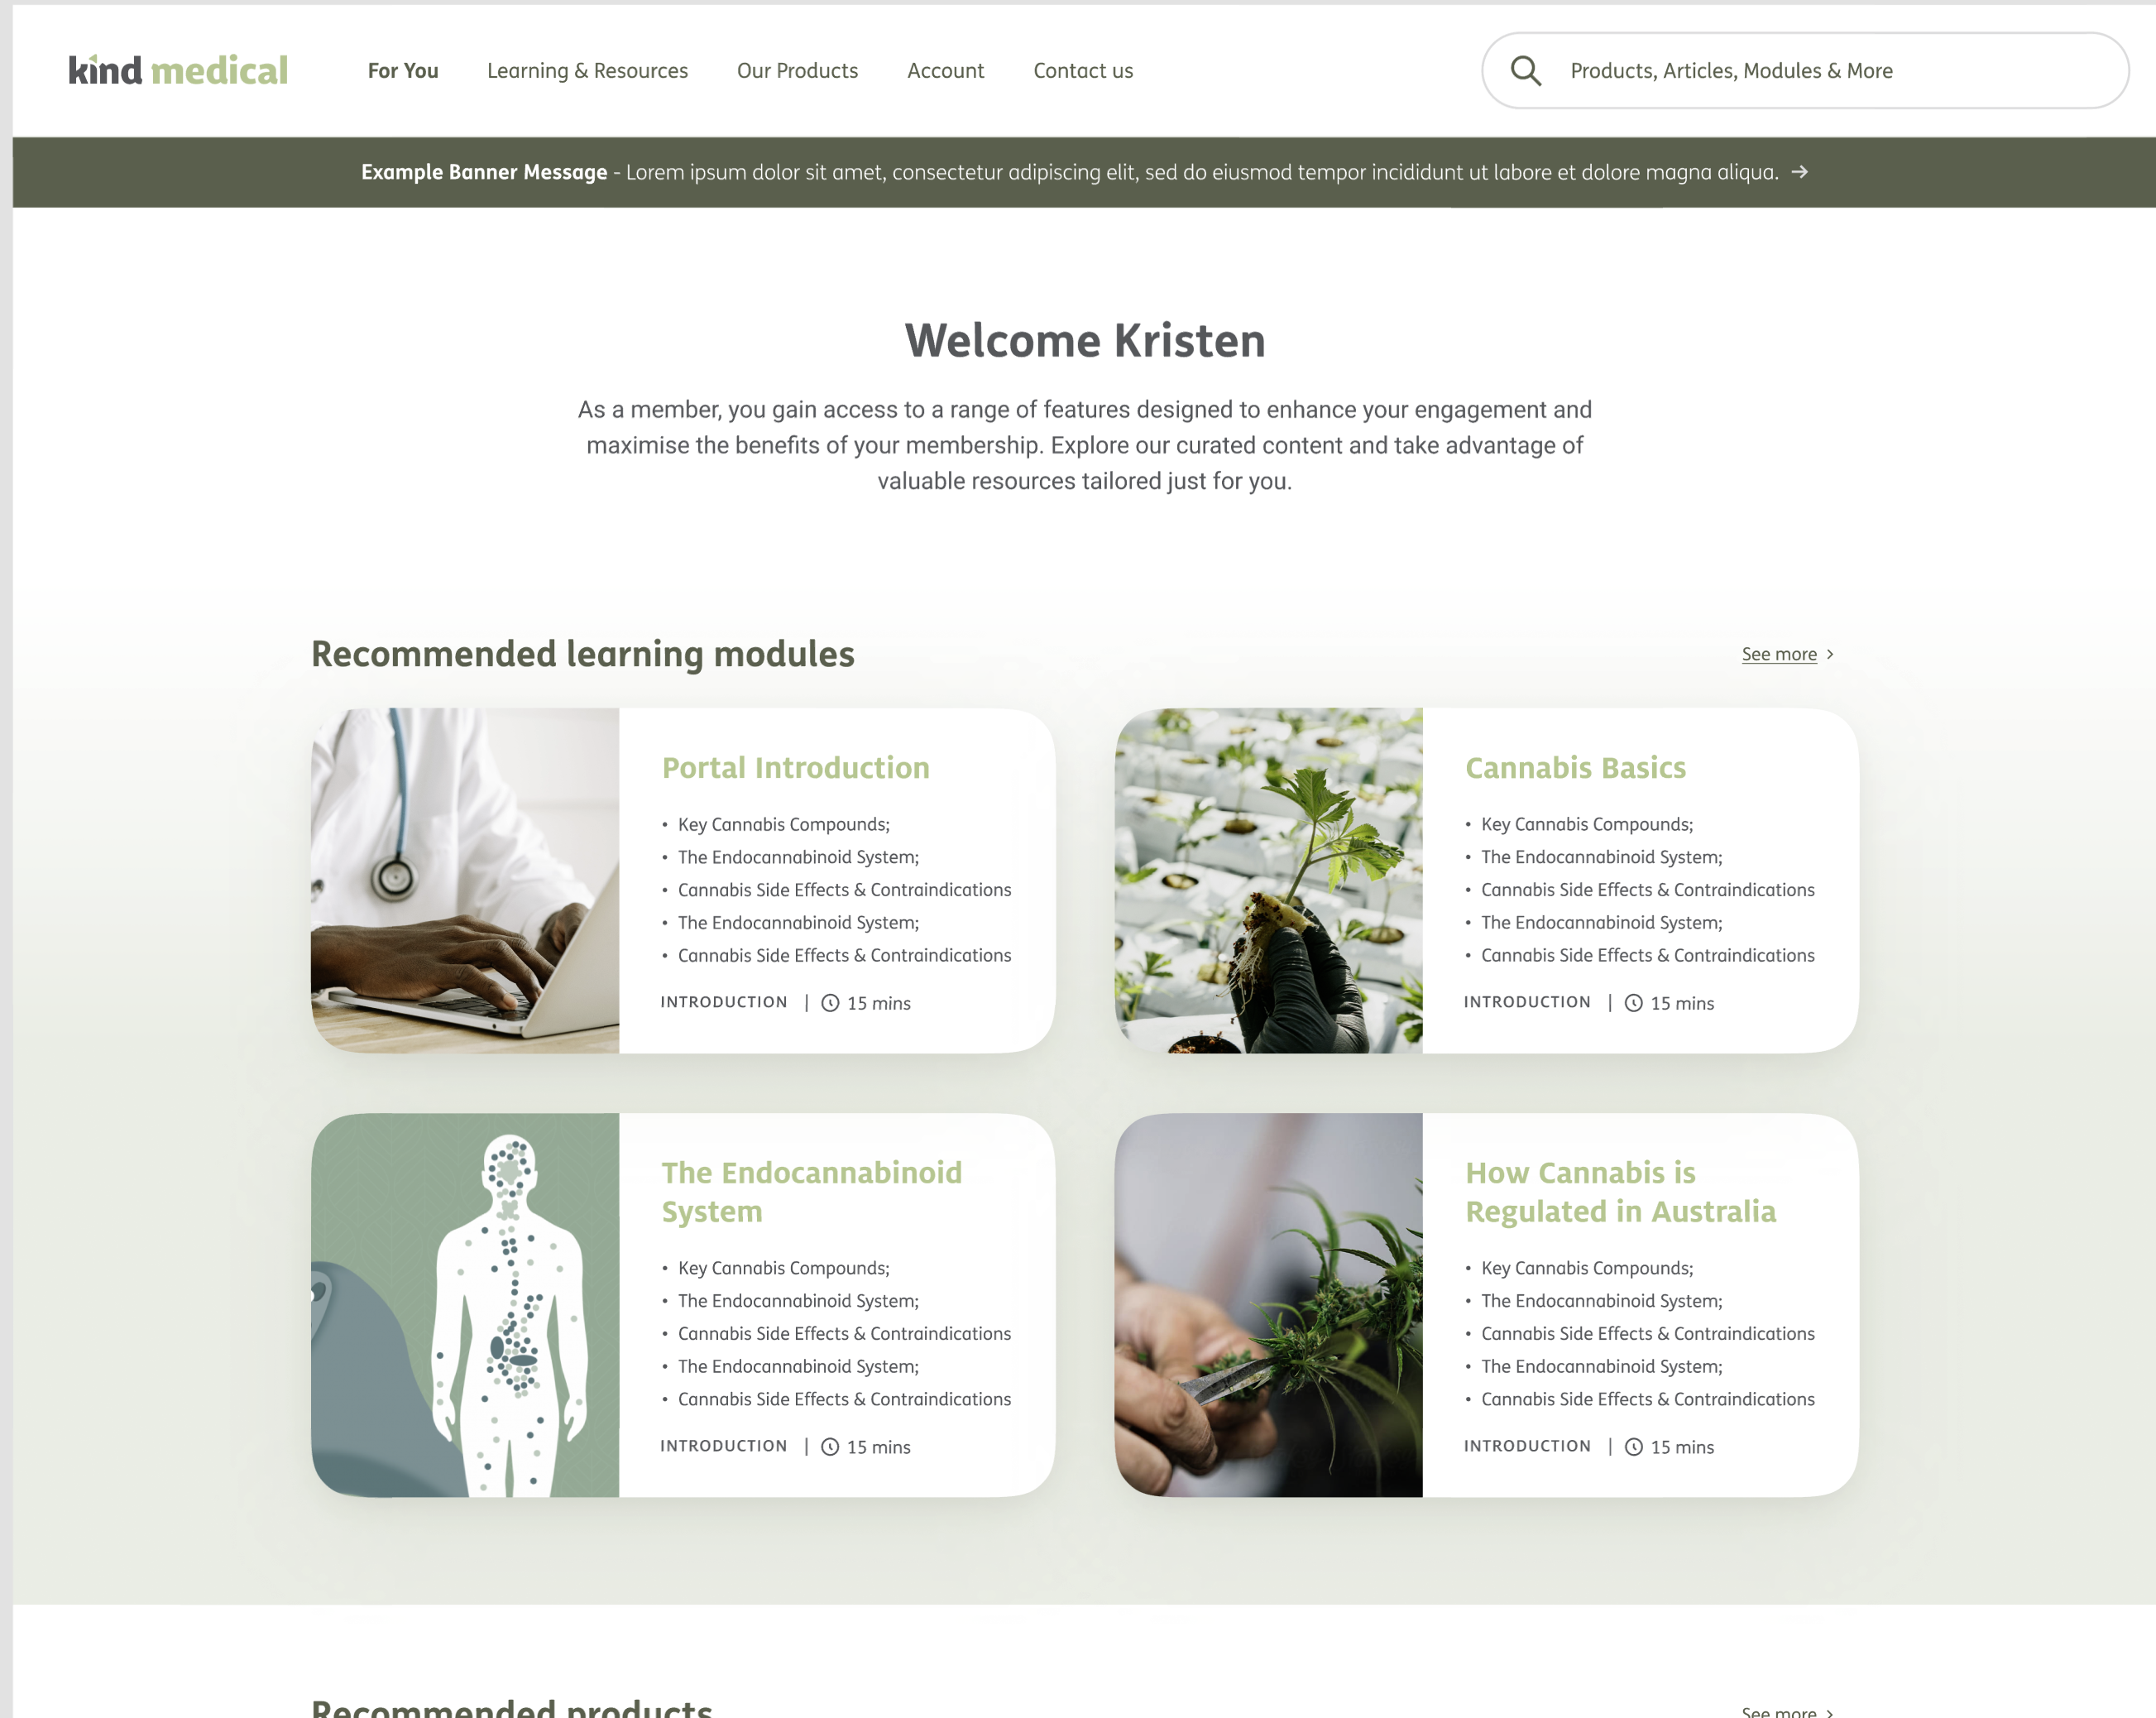 kind medical
For You
Learning & Resources
Our Products
Account
Contact us
Products, Articles, Modules & More
Example Banner Message - Lorem ipsum dolor sit amet, consectetur adipiscing elit, sed do eiusmod tempor incididunt ut labore et dolore magna aliqua. →
Welcome Kristen
As a member, you gain access to a range of features designed to enhance your engagement and
maximise the benefits of your membership. Explore our curated content and take advantage of
valuable resources tailored just for you.
Recommended learning modules
See more >
Portal Introduction
• Key Cannabis Compounds;
• The Endocannabinoid System;
• Cannabis Side Effects & Contraindications
• The Endocannabinoid System;
• Cannabis Side Effects & Contraindications
INTRODUCTION | 15 mins
Cannabis Basics
• Key Cannabis Compounds;
• The Endocannabinoid System;
• Cannabis Side Effects & Contraindications
• The Endocannabinoid System;
• Cannabis Side Effects & Contraindications
INTRODUCTION | 15 mins
The Endocannabinoid
System
• Key Cannabis Compounds;
• The Endocannabinoid System;
• Cannabis Side Effects & Contraindications
• The Endocannabinoid System;
• Cannabis Side Effects & Contraindications
INTRODUCTION | 15 mins
How Cannabis is
Regulated in Australia
• Key Cannabis Compounds;
• The Endocannabinoid System;
• Cannabis Side Effects & Contraindications
• The Endocannabinoid System;
• Cannabis Side Effects & Contraindications
INTRODUCTION | 15 mins
Recommended products
See more >